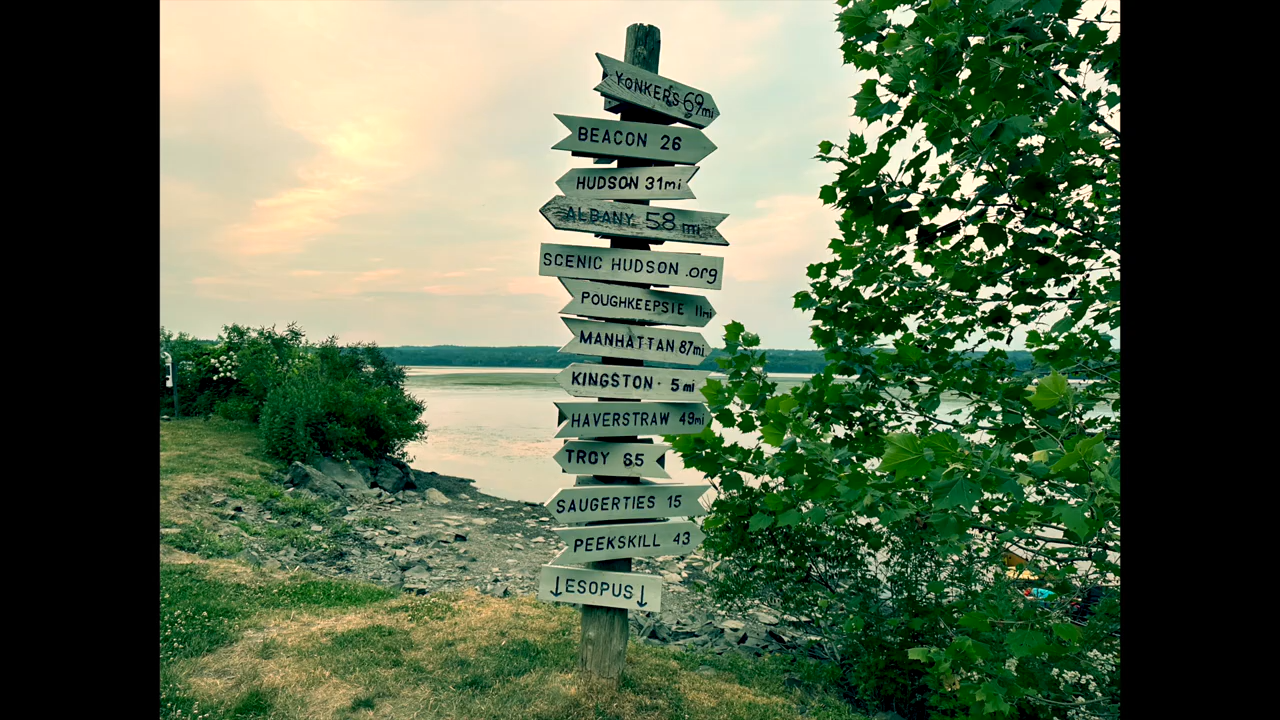 YONKERS 69mi
BEACON 26
HUDSON 31mi
ALBANY 58 mi
SCENIC HUDSON .org
POUGHKEEPSIE 11mi
MANHATTAN 87mi
KINGSTON · 5 mi
HAVERSTRAW 49mi
TROY 65
SAUGERTIES 15
PEEKSKILL 43
↓ESOPUS↓